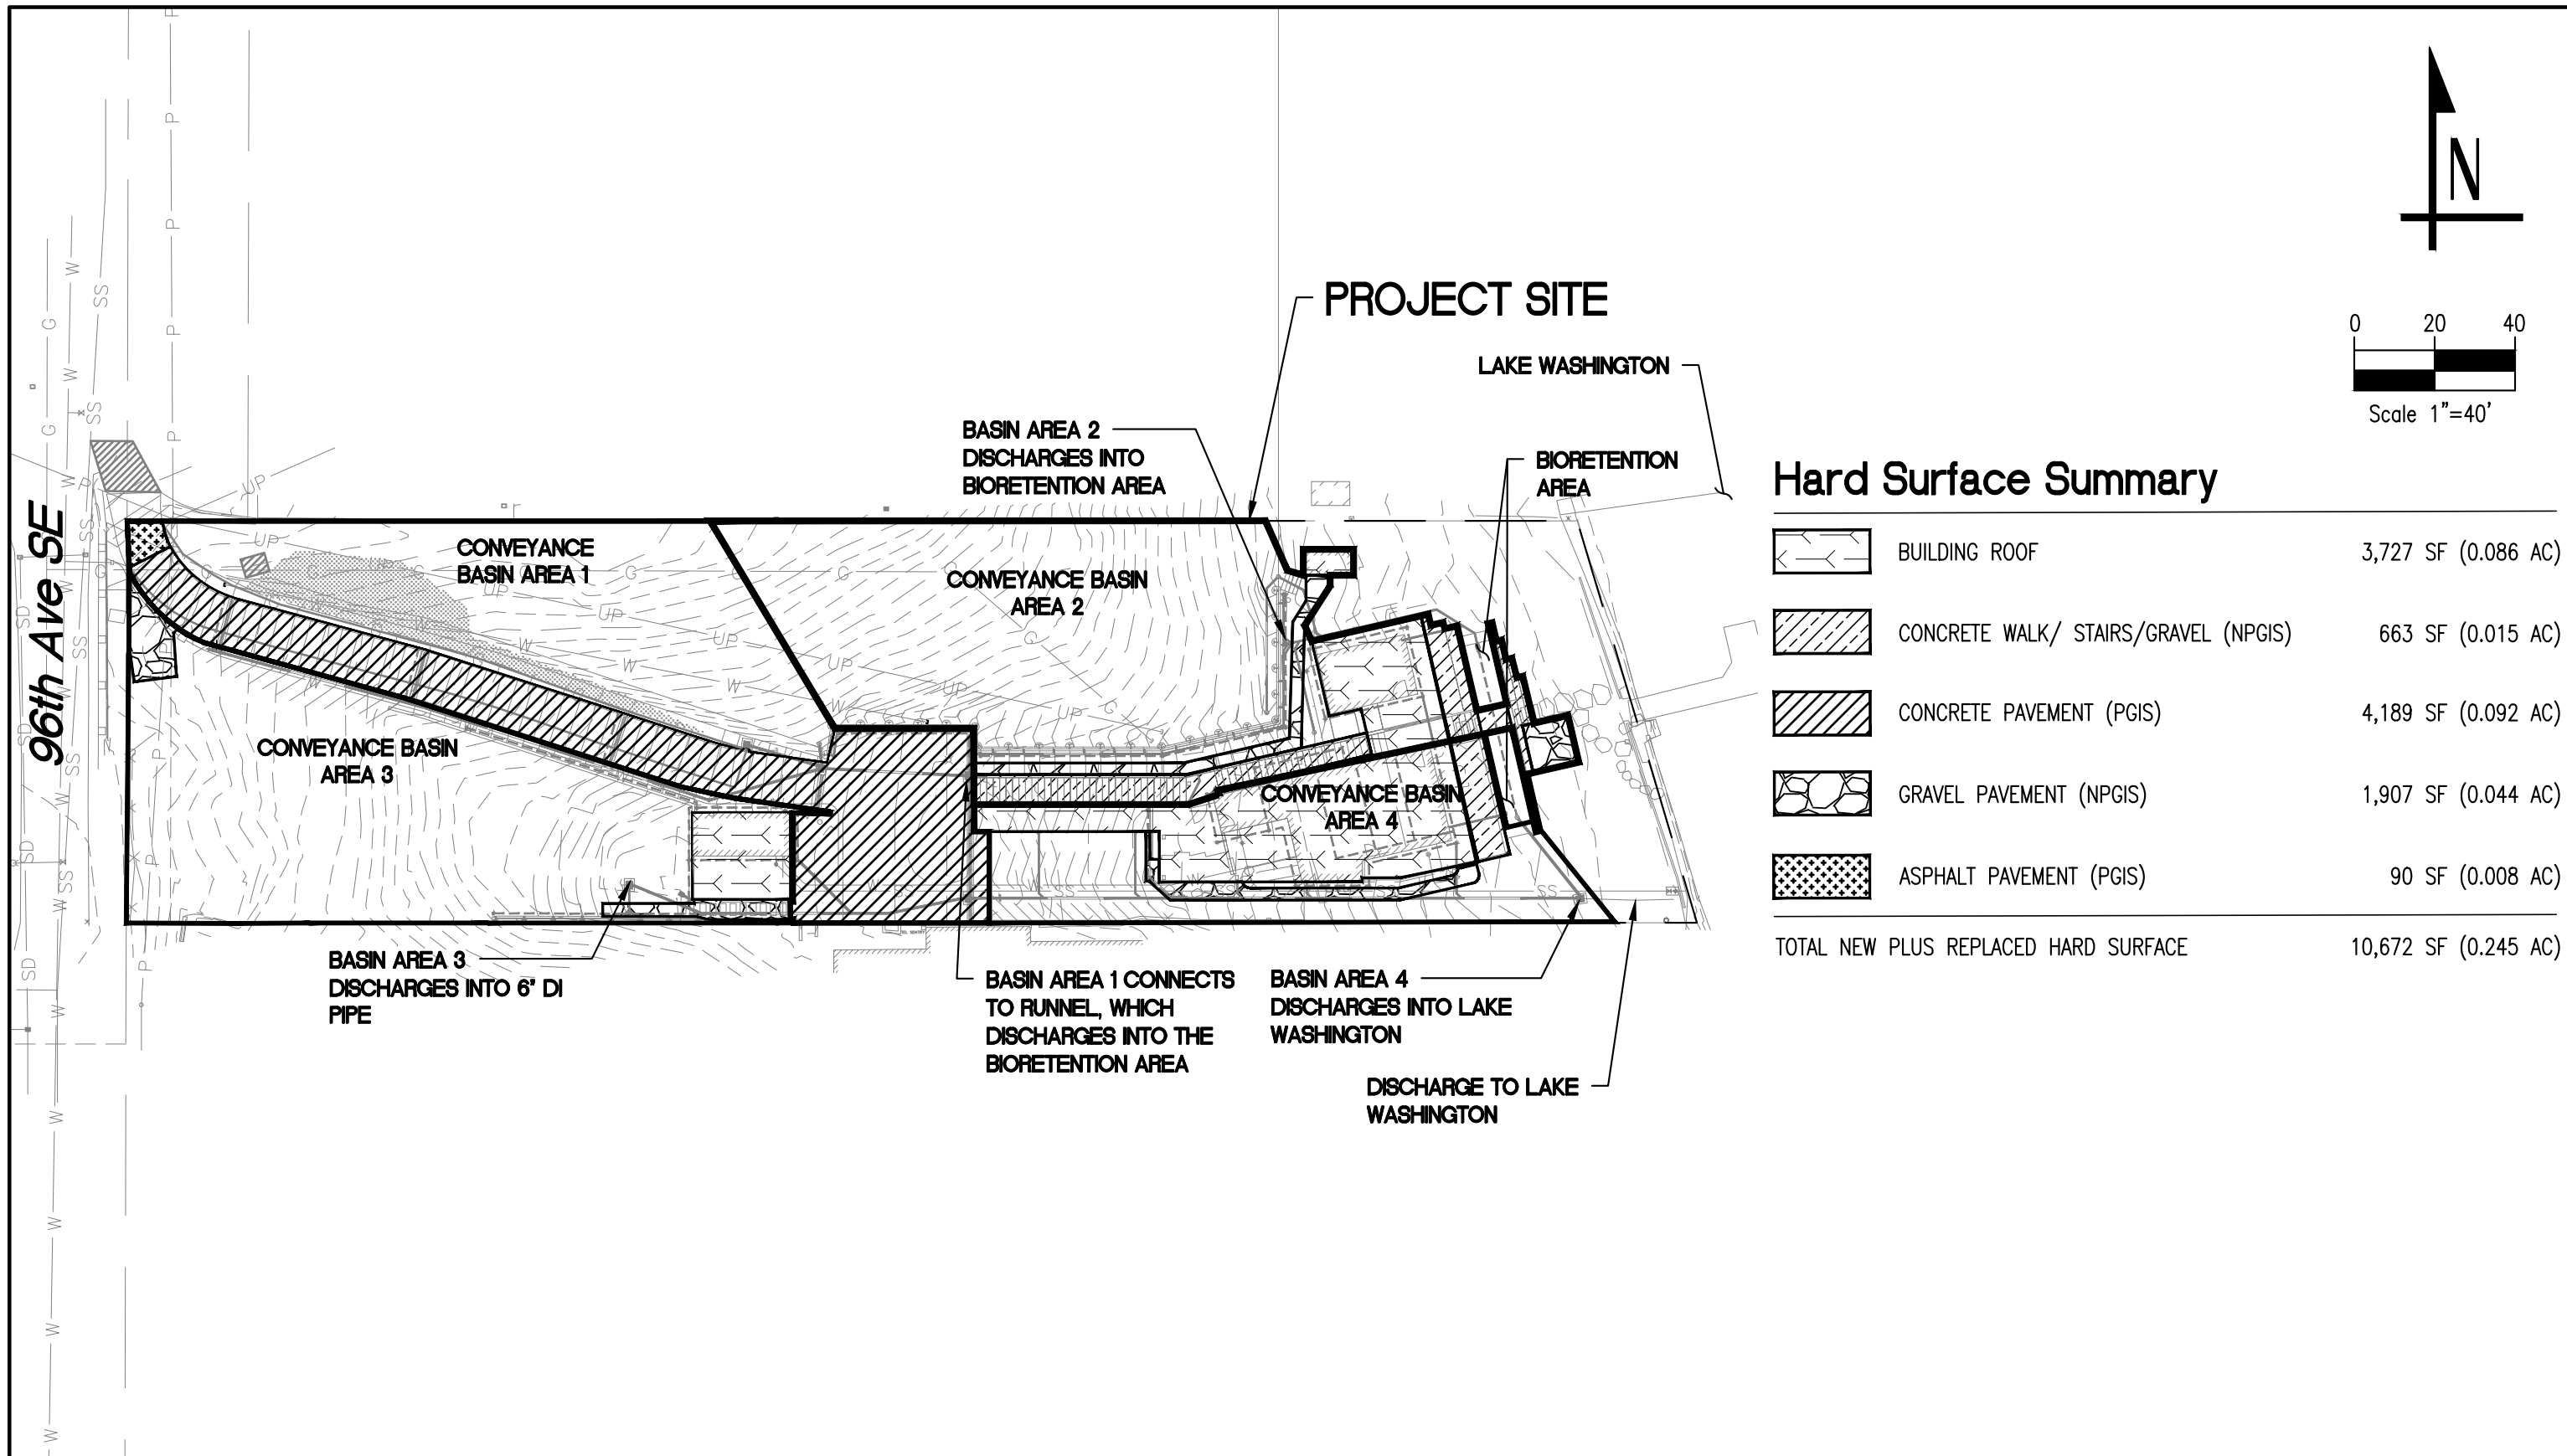 N
0 20 40
Scale 1"=40'
PROJECT SITE
LAKE WASHINGTON
BASIN AREA 2
DISCHARGES INTO
BIORETENTION AREA
BIORETENTION
AREA
96th Ave SE
CONVEYANCE
BASIN AREA 1
CONVEYANCE BASIN
AREA 2
CONVEYANCE BASIN
AREA 3
CONVEYANCE BASIN
AREA 4
BASIN AREA 3
DISCHARGES INTO 6" DI
PIPE
BASIN AREA 1 CONNECTS
TO RUNNEL, WHICH
DISCHARGES INTO THE
BIORETENTION AREA
BASIN AREA 4
DISCHARGES INTO LAKE
WASHINGTON
DISCHARGE TO LAKE
WASHINGTON
Hard Surface Summary
BUILDING ROOF 3,727 SF (0.086 AC)
CONCRETE WALK/ STAIRS/GRAVEL (NPGIS) 663 SF (0.015 AC)
CONCRETE PAVEMENT (PGIS) 4,189 SF (0.092 AC)
GRAVEL PAVEMENT (NPGIS) 1,907 SF (0.044 AC)
ASPHALT PAVEMENT (PGIS) 90 SF (0.008 AC)
TOTAL NEW PLUS REPLACED HARD SURFACE 10,672 SF (0.245 AC)